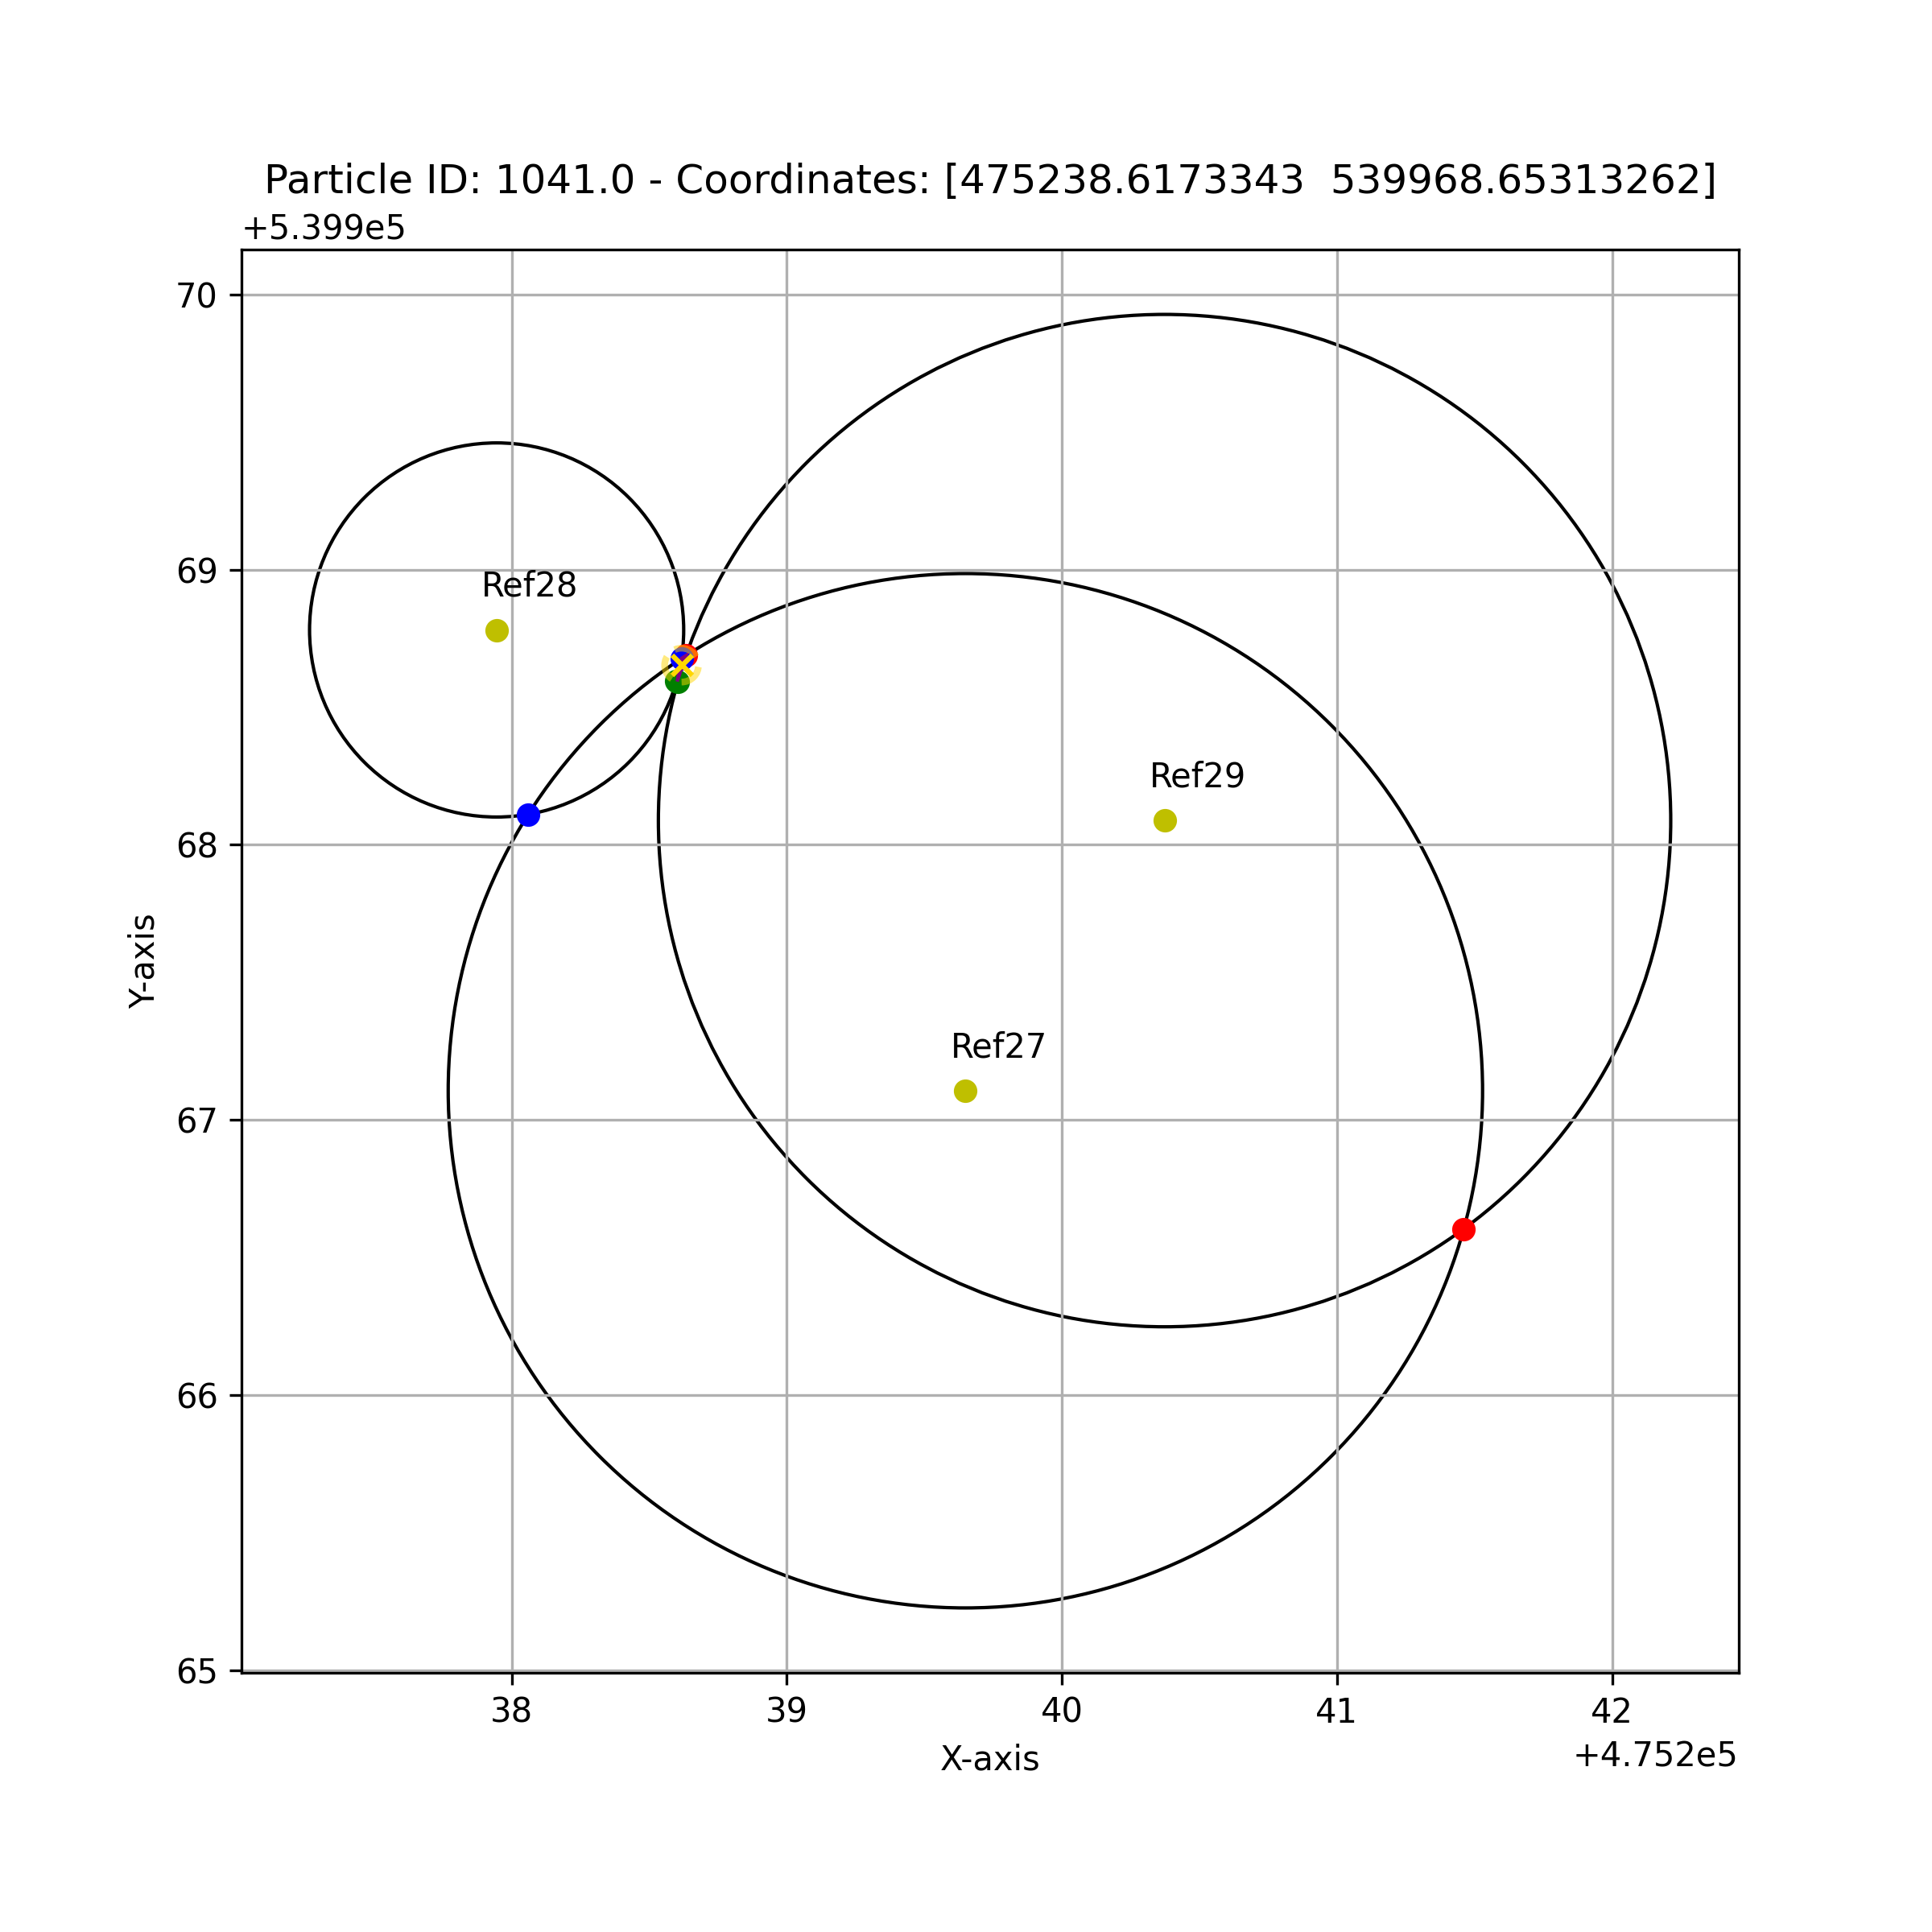 Particle ID: 1041.0 - Coordinates: [475238.6173343  539968.65313262]
+5.399e5
70
69
68
67
66
65
Y-axis
Ref28
Ref29
Ref27
38 39 40 41 42
X-axis
+4.752e5